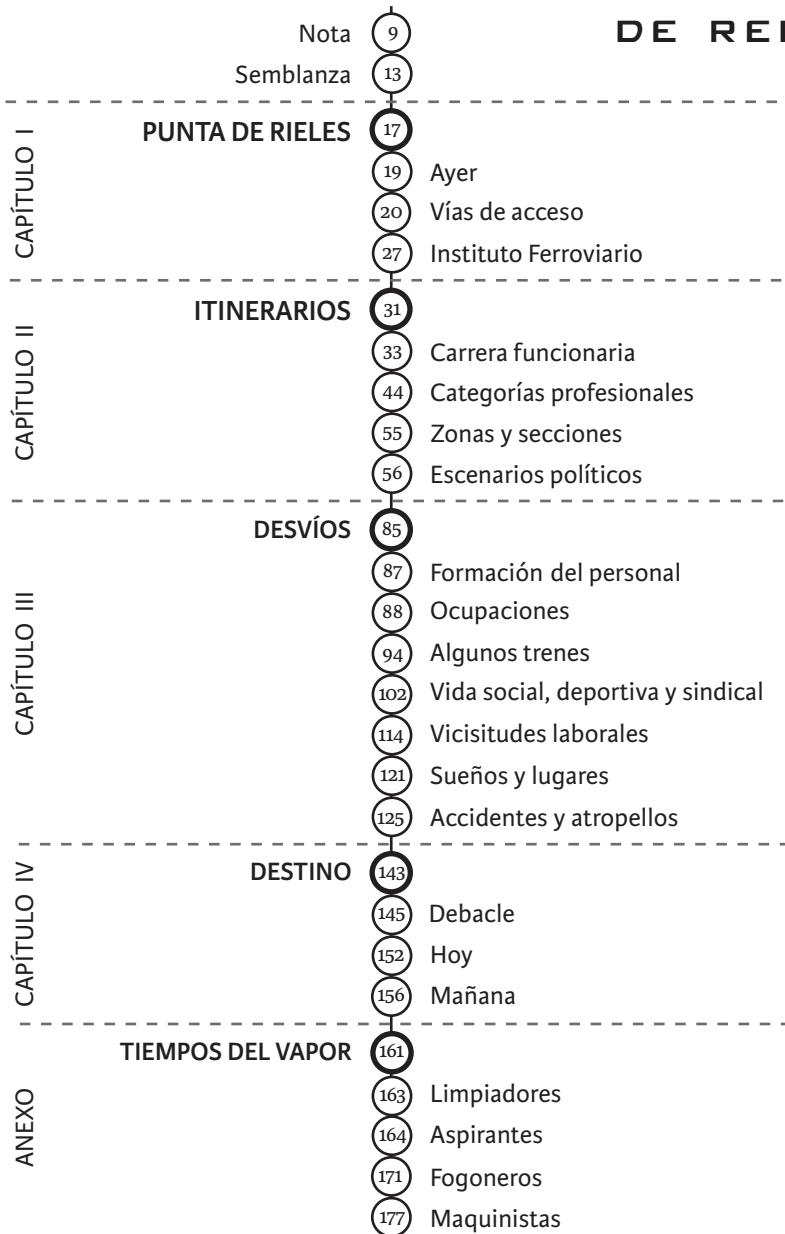 DE
Nota 9
Semblanza 13
CAPÍTULO I
PUNTA DE RIELES 17
19 Ayer
20 Vías de acceso
27 Instituto Ferroviario
CAPÍTULO II
ITINERARIOS 31
33 Carrera funcionaria
44 Categorías profesionales
55 Zonas y secciones
56 Escenarios políticos
CAPÍTULO III
DESVÍOS 85
87 Formación del personal
88 Ocupaciones
94 Algunos trenes
102 Vida social, deportiva y sindical
114 Vicisitudes laborales
121 Sueños y lugares
125 Accidentes y atropellos
CAPÍTULO IV
DESTINO 143
145 Debacle
152 Hoy
156 Mañana
ANEXO
TIEMPOS DEL VAPOR 161
163 Limpiadores
164 Aspirantes
171 Fogoneros
177 Maquinistas